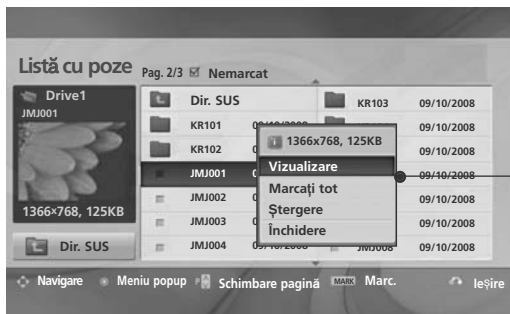 Listă cu poze Pag. 2/3 Nemarcat
Drive1
JMJ001
1366×768, 125KB
Dir. SUS
Dir. SUS
KR101
KR102
JMJ001
JMJ002
JMJ003
JMJ004
KR103 09/10/2008
09/10/2008
09/10/2008
09/10/2008
09/10/2008
09/10/2008
JMJ008 09/10/2008
1366x768, 125KB
Vizualizare
Marcați tot
Ștergere
Închidere
Navigare Meniu popup P Schimbare pagină MARK Marc. Ieșire